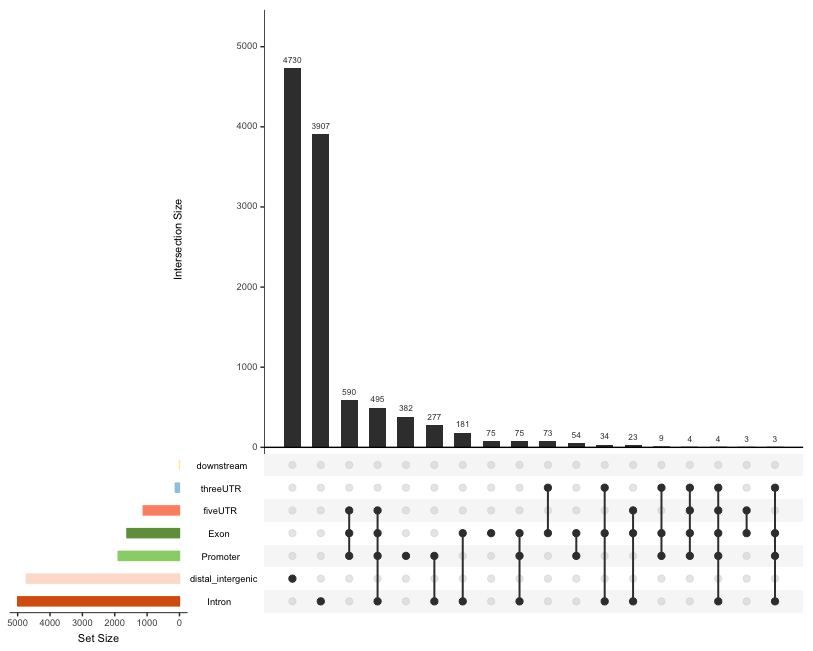 5000
4730
4000
3907
Intersection Size
3000
2000
1000
590
495
382
277
181
75
75
73
54
34
23
9
4
4
3
3
0
downstream
threeUTR
fiveUTR
Exon
Promoter
distal_intergenic
Intron
5000 4000 3000 2000 1000 0
Set Size